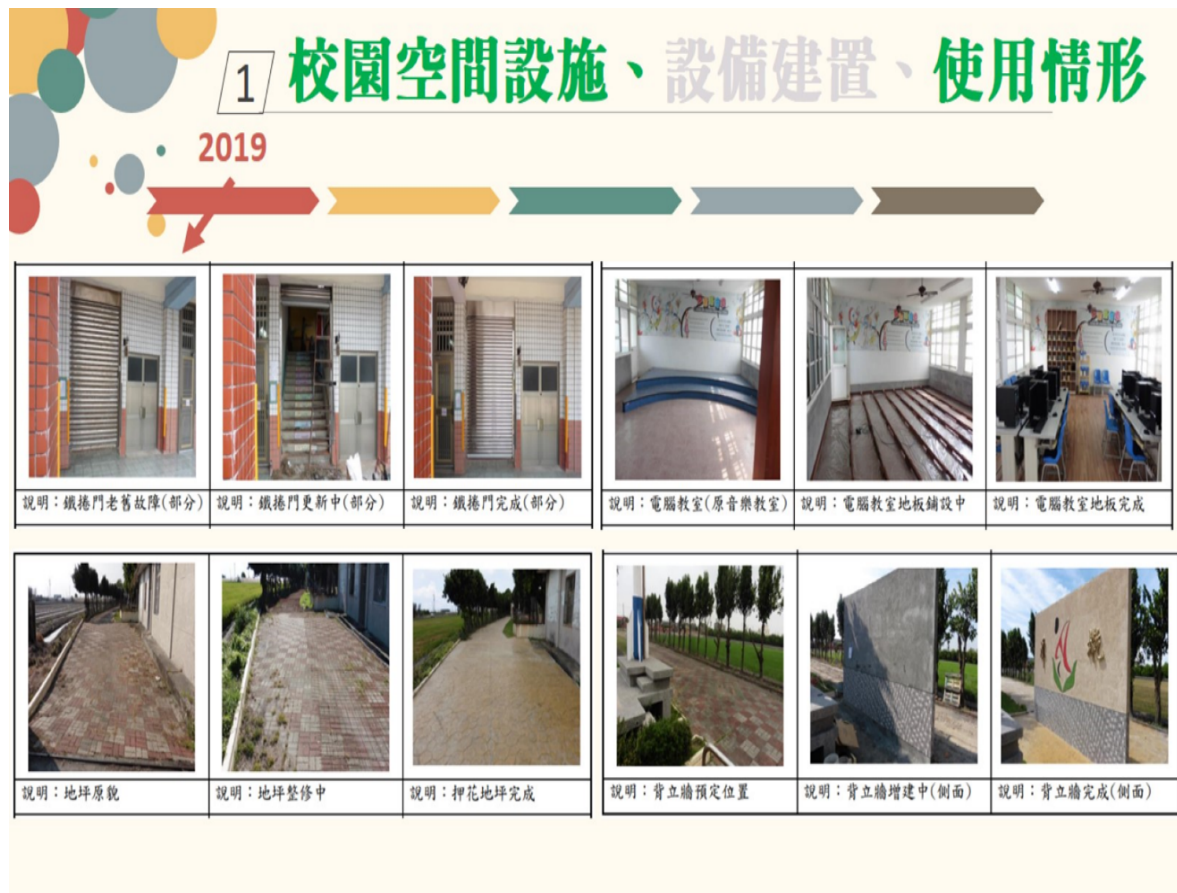 1 校園空間設施、設備建置、使用情形
2019
說明：鐵捲門老舊故障(部分)
說明：鐵捲門更新中(部分)
說明：鐵捲門完成(部分)
說明：電腦教室(原音樂教室)
說明：電腦教室地板鋪設中
說明：電腦教室地板完成
說明：地坪原貌
說明：地坪整修中
說明：押花地坪完成
說明：背立牆預定位置
說明：背立牆增建中(側面)
說明：背立牆完成(側面)